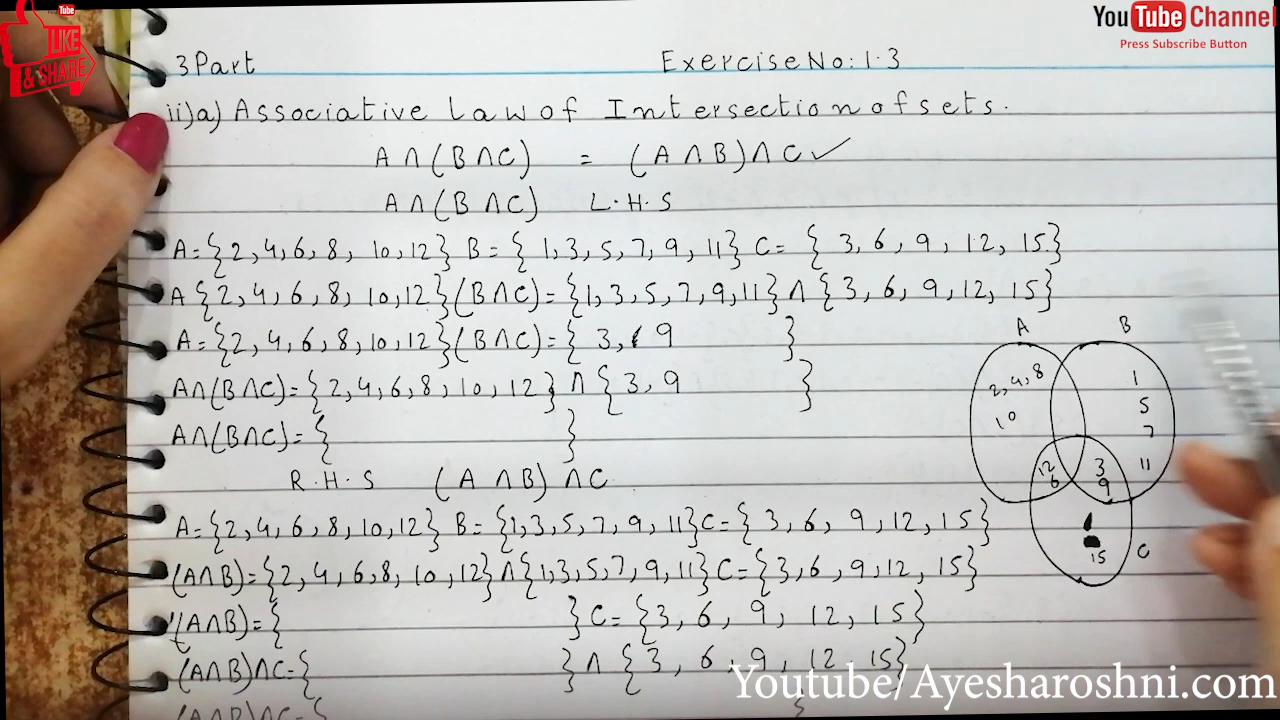 You Tube
LIKE
& SHARE
YouTube Channel
Press Subscribe Button
3 Part Exercise No: 1.3
ii)a) Associative Law of Intersection of sets.
A∩(B∩C) = (A∩B)∩C ✓
A∩(B∩C) L.H.S
A={2,4,6,8,10,12} B={1,3,5,7,9,11} C={3,6,9,12,15}
A{2,4,6,8,10,12}(B∩C)={1,3,5,7,9,11}∩{3,6,9,12,15}
A={2,4,6,8,10,12}(B∩C)={3, 9 }
A∩(B∩C)={2,4,6,8,10,12}∩{3,9 }
A∩(B∩C)={ }
R.H.S (A∩B)∩C
A={2,4,6,8,10,12} B={1,3,5,7,9,11}C={3,6,9,12,15}
(A∩B)={2,4,6,8,10,12}∩{1,3,5,7,9,11}C={3,6,9,12,15}
(A∩B)={ } C={3,6,9,12,15}
(A∩B)∩C={ }∩{3,6,9,12,15}
(A∩B)∩C={ }
A B
2,4,8
10
1
5
7
11
12
6
3
9
15
C
Youtube/Ayesharoshni.com